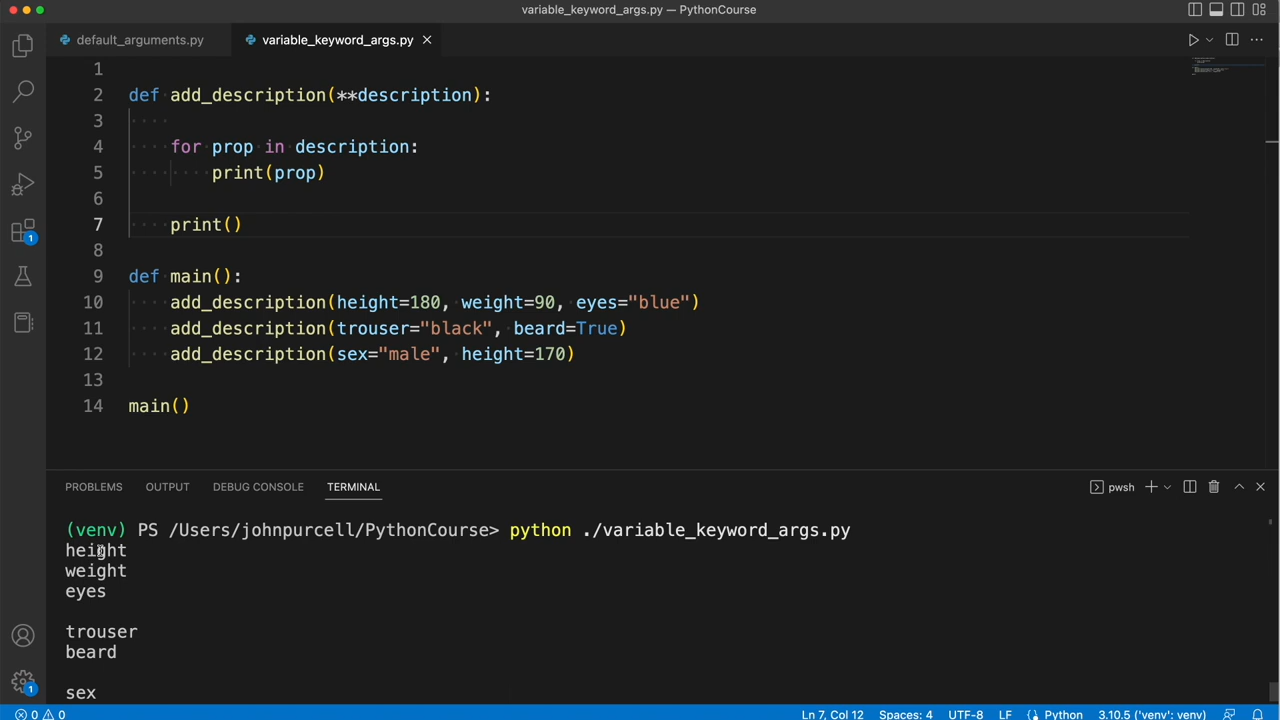 variable_keyword_args.py — PythonCourse
default_arguments.py
variable_keyword_args.py
1
2 def add_description(**description):
3
4 for prop in description:
5 print(prop)
6
7 print()
8
9 def main():
10 add_description(height=180, weight=90, eyes="blue")
11 add_description(trouser="black", beard=True)
12 add_description(sex="male", height=170)
13
14 main()
PROBLEMS OUTPUT DEBUG CONSOLE TERMINAL pwsh
(venv) PS /Users/johnpurcell/PythonCourse> python ./variable_keyword_args.py
height
weight
eyes
trouser
beard
sex
1
1
0 0 Ln 7, Col 12 Spaces: 4 UTF-8 LF Python 3.10.5 ('venv': venv)